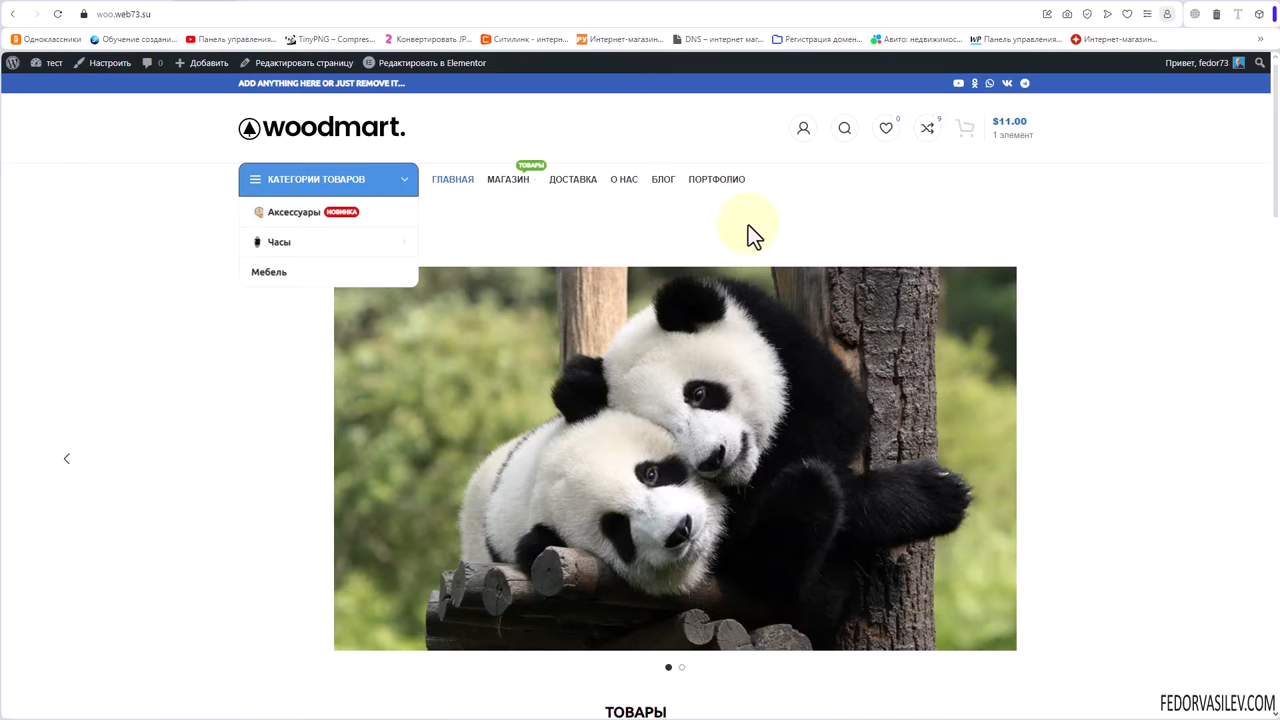 woo.web73.su
Одноклассники
Обучение создани...
Панель управления...
TinyPNG – Compres...
Конвертировать JP...
Ситилинк - интерн...
Интернет-магазин...
DNS – интернет маг...
Регистрация домен...
Авито: недвижимос...
Панель управления...
Интернет-магазин...
тест
Настроить
0
Добавить
Редактировать страницу
Редактировать в Elementor
Привет, fedor73
ADD ANYTHING HERE OR JUST REMOVE IT...
woodmart.
0
9
$11.00
1 элемент
КАТЕГОРИИ ТОВАРОВ
ГЛАВНАЯ
МАГАЗИН
ТОВАРЫ
ДОСТАВКА
О НАС
БЛОГ
ПОРТФОЛИО
Аксессуары НОВИНКА
Часы
Мебель
ТОВАРЫ
FEDORVASILEV.COM